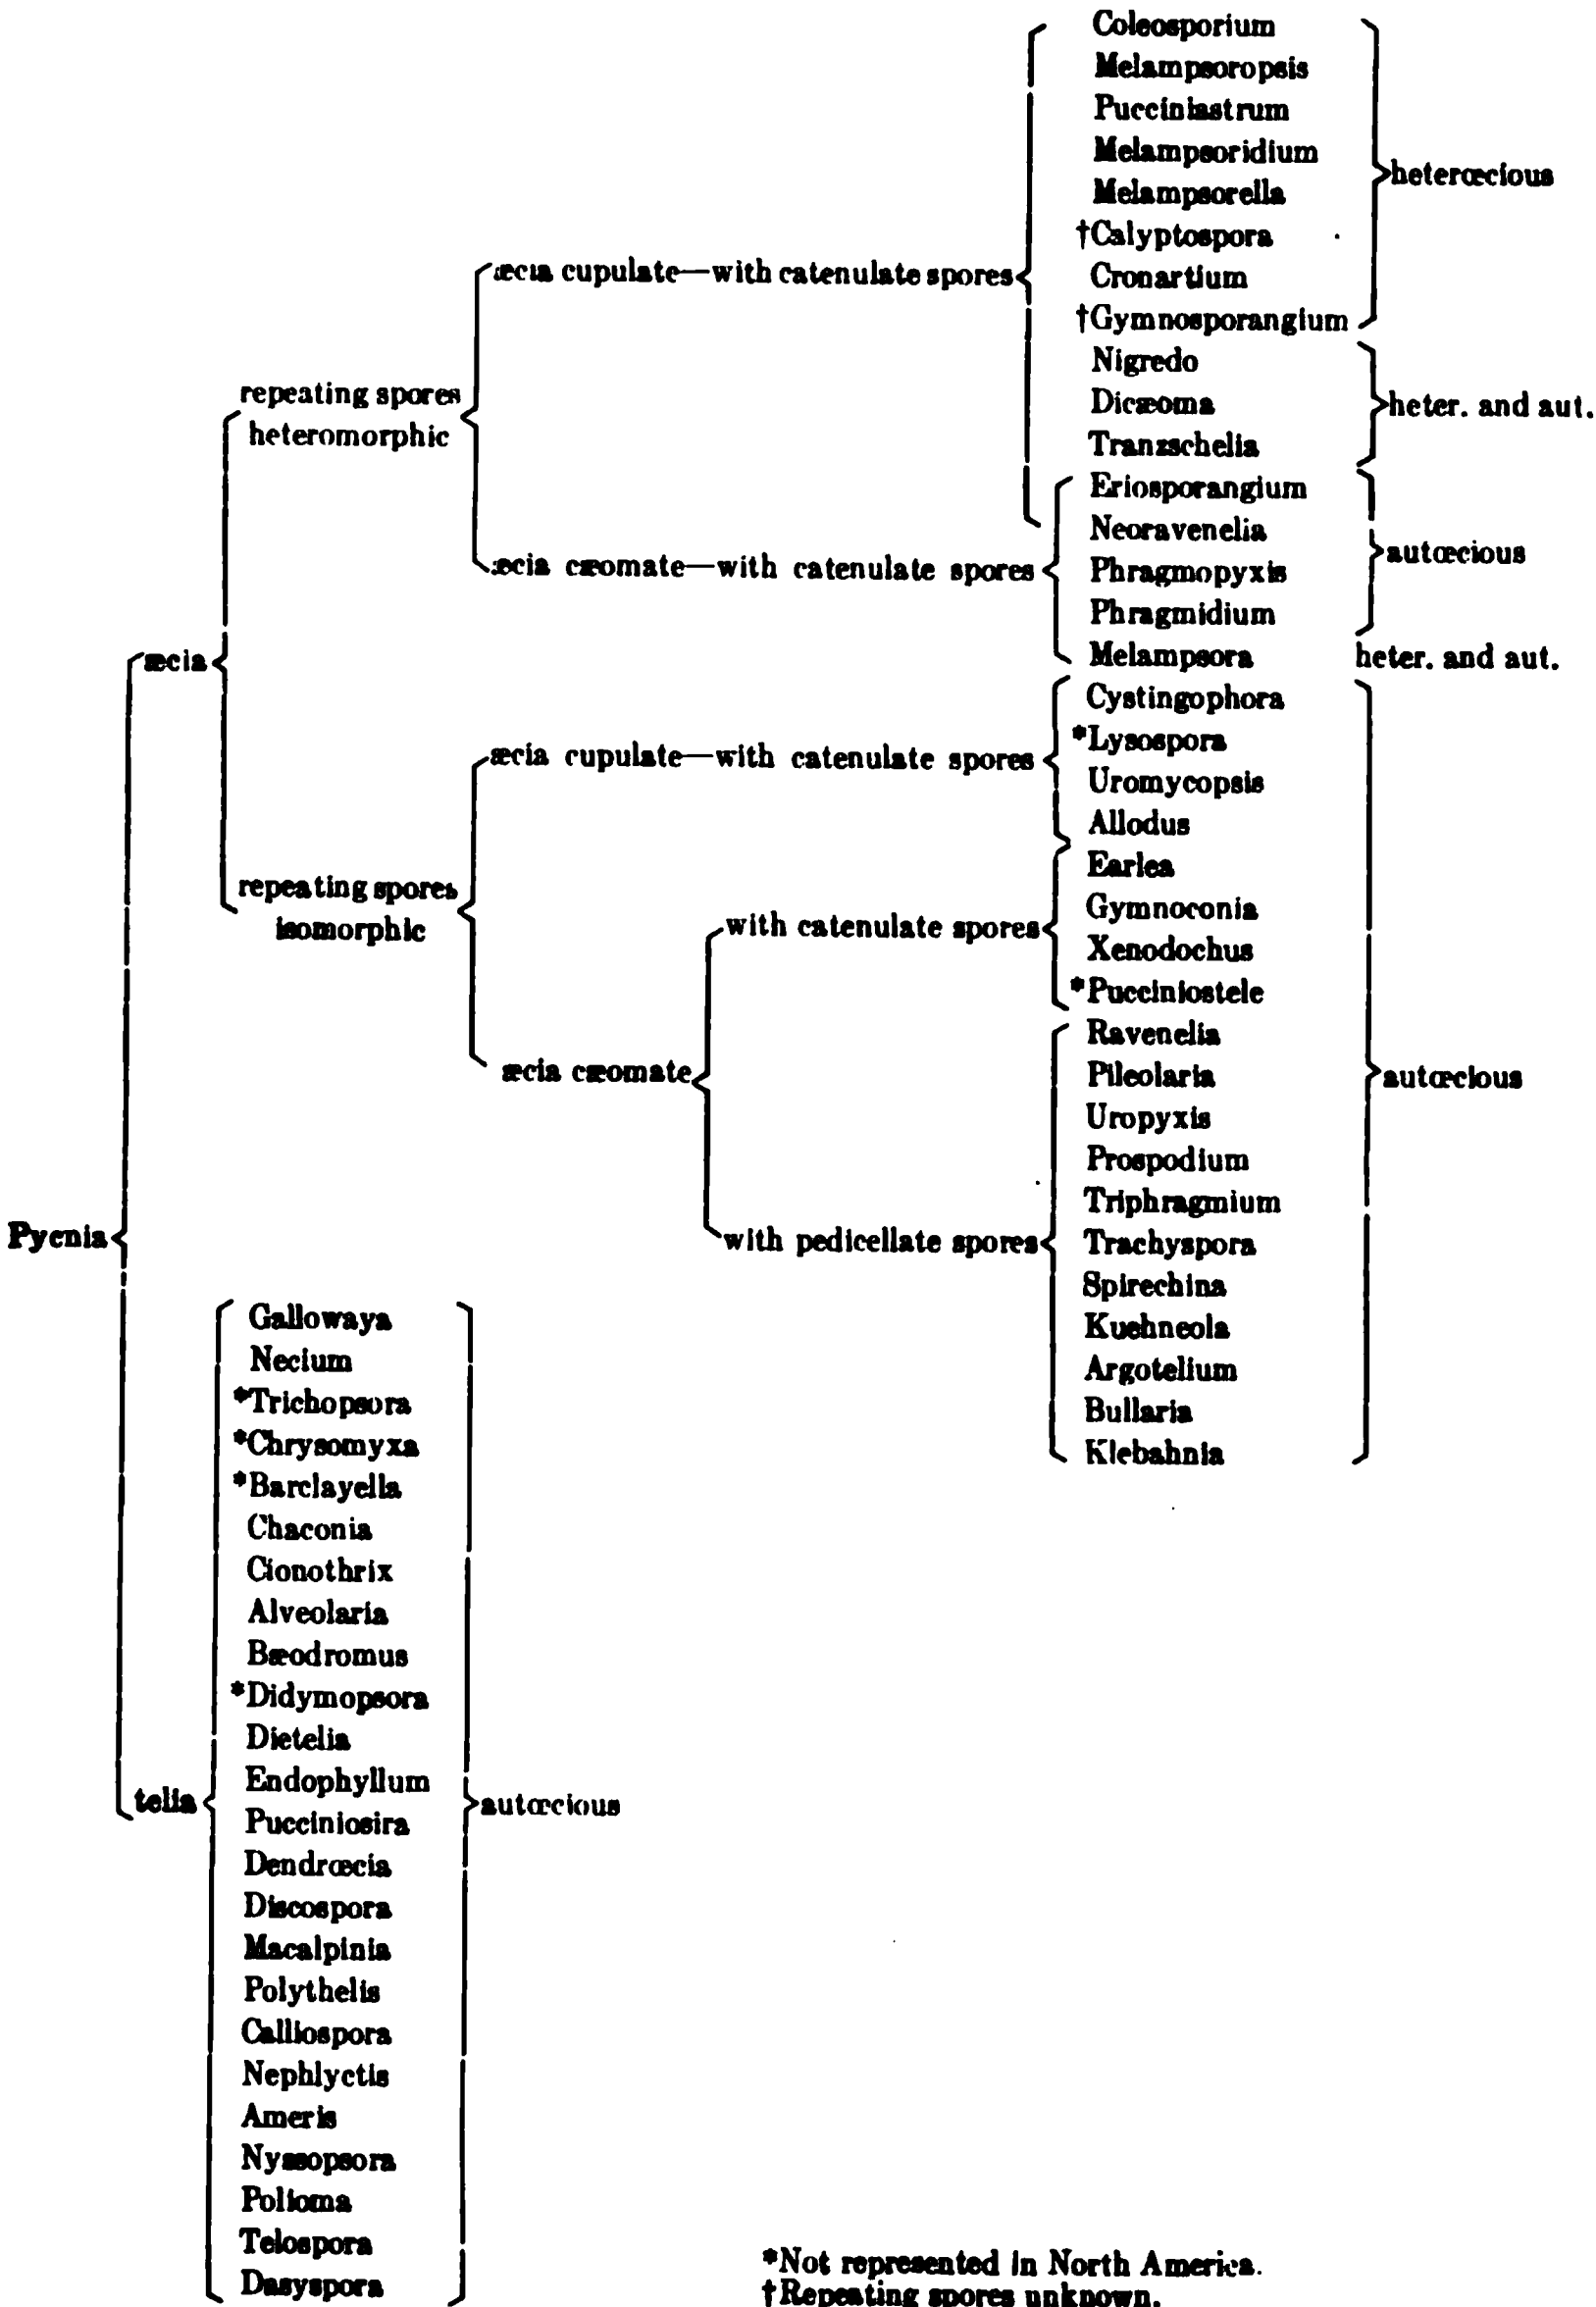 Coleosporium
Melampsoropsis
Pucciniastrum
Melampsoridium
heterœcious
Melampsorella
†Calyptospora
æcia cupulate—with catenulate spores
Cronartium
†Gymnosporangium
Nigredo
repeating spores
heteromorphic
Dicæoma
heter. and aut.
Tranzschelia
Eriosporangium
Neoravenelia
æcia cæomate—with catenulate spores
autœcious
Phragmopyxis
Phragmidium
æcia
Melampsora
heter. and aut.
Cystingophora
*Lysospora
æcia cupulate—with catenulate spores
Uromycopsis
Allodus
Earlea
repeating spores
isomorphic
Gymnoconia
with catenulate spores
Xenodochus
*Pucciniostele
Ravenelia
æcia cæomate
Pileolaria
autœcious
Uropyxis
Prospodium
Triphragmium
Pycnia
with pedicellate spores
Trachyspora
Spirechina
Kuehneola
Argotelium
Bullaria
Klebahnia
Gallowaya
Necium
*Trichopsora
*Chrysomyxa
*Barclayella
Chaconia
Cionothrix
Alveolaria
Bæodromus
*Didymopsora
Dietelia
Endophyllum
telia
autœcious
Pucciniosira
Dendrœcia
Discospora
Macalpinia
Polythelis
Calliospora
Nephlyctis
Ameris
Nyssopsora
Polioma
Telospora
Dasyspora
*Not represented in North America.
†Repeating spores unknown.